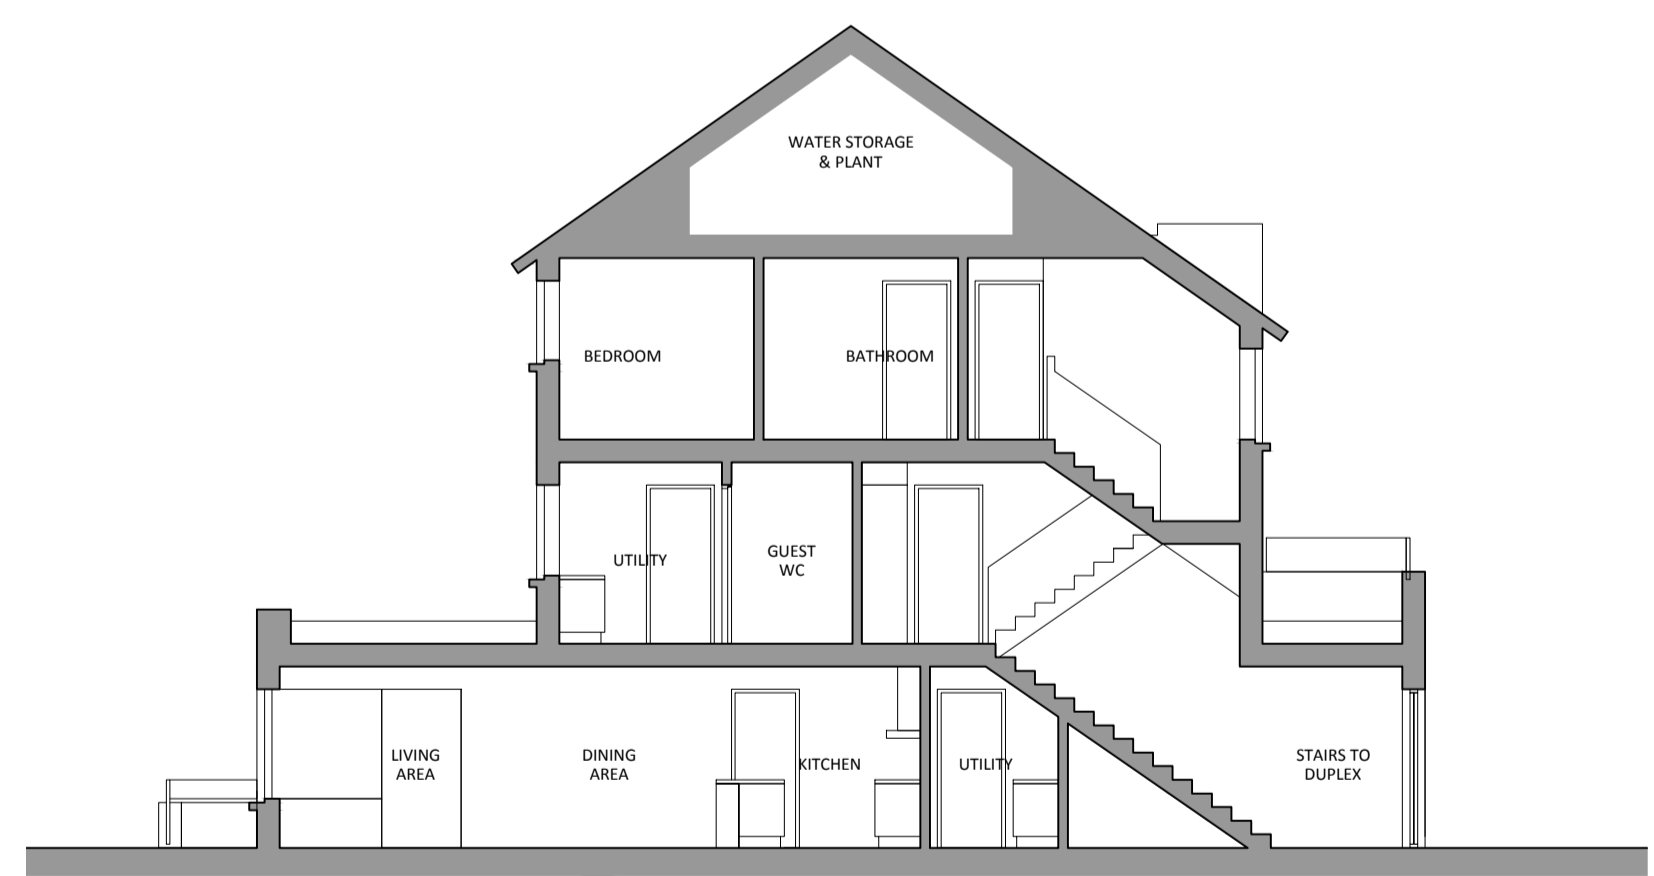 WATER STORAGE
& PLANT
BEDROOM
BATHROOM
UTILITY
GUEST
WC
LIVING
AREA
DINING
AREA
KITCHEN
UTILITY
STAIRS TO
DUPLEX